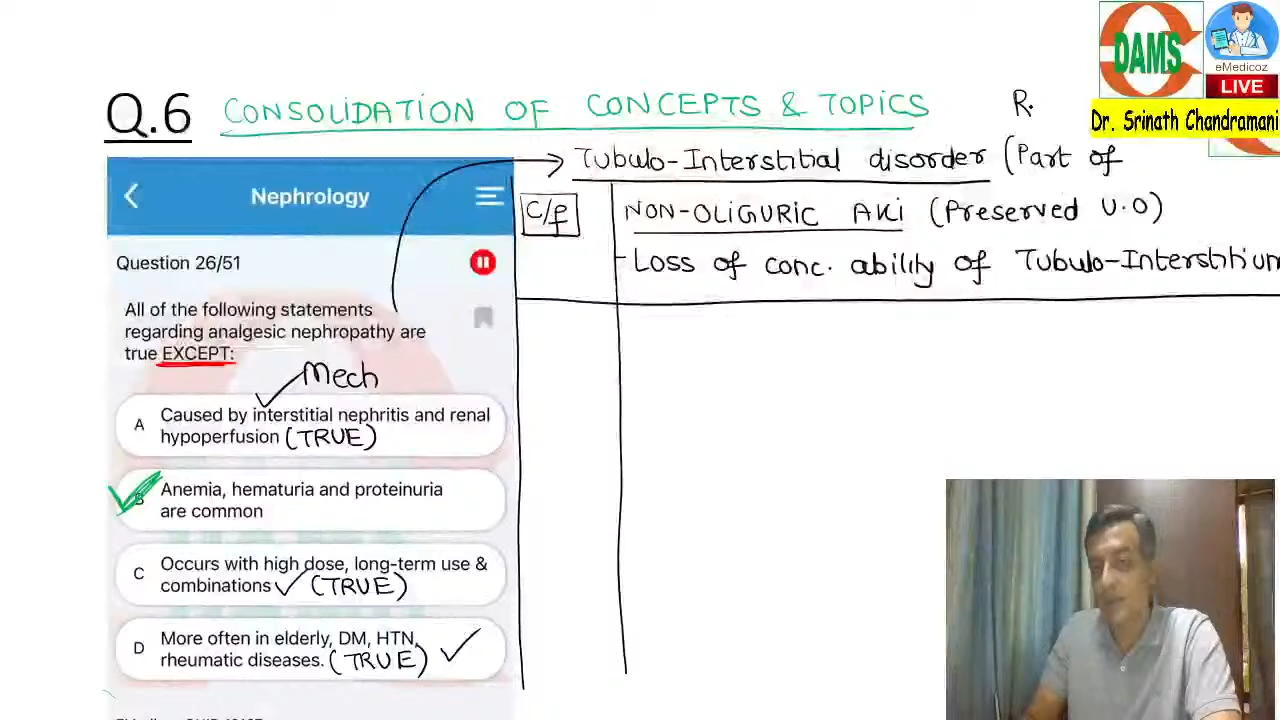 DAMS
eMedicoz
LIVE
Dr. Srinath Chandramani
Q.6
CONSOLIDATION OF CONCEPTS & TOPICS
R.
Tubulo-Interstitial disorder (Part of
C/f
NON-OLIGURIC AKI (Preserved U.O)
-Loss of conc. ability of Tubulo-Interstitium
Nephrology
Question 26/51
All of the following statements
regarding analgesic nephropathy are
true EXCEPT:
Mech
A Caused by interstitial nephritis and renal
hypoperfusion (TRUE)
B Anemia, hematuria and proteinuria
are common
C Occurs with high dose, long-term use &
combinations (TRUE)
D More often in elderly, DM, HTN,
rheumatic diseases. (TRUE)